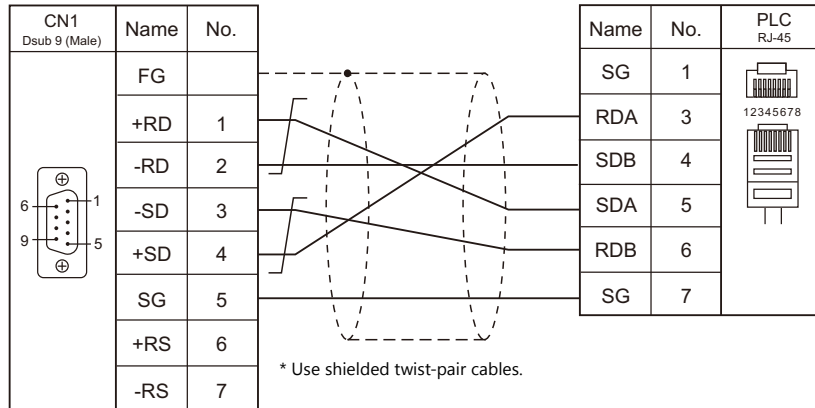 CN1
Dsub 9 (Male)
Name No.
FG
+RD 1
-RD 2
-SD 3
+SD 4
SG 5
+RS 6
-RS 7
1
6
9
5
Name No.
PLC
RJ-45
SG 1
RDA 3
SDB 4
SDA 5
RDB 6
SG 7
12345678
* Use shielded twist-pair cables.